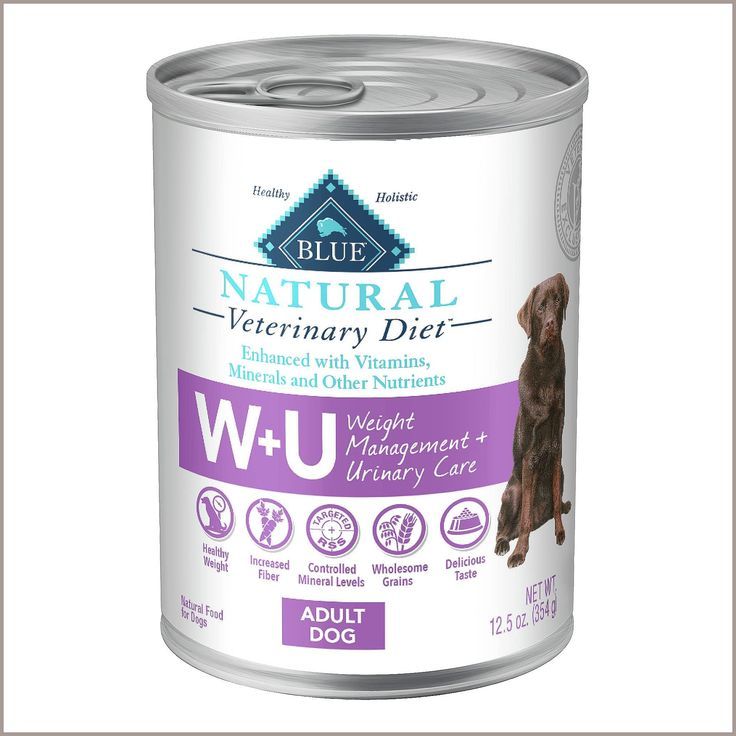 Healthy Holistic
BLUE™
NATURAL
Veterinary Diet™
Enhanced with Vitamins,
Minerals and Other Nutrients
W+U
Weight
Management +
Urinary Care
Healthy
Weight
Increased
Fiber
TARGETED
RSS
Controlled
Mineral Levels
Wholesome
Grains
Delicious
Taste
Natural Food
for Dogs
ADULT
DOG
NET WT.
12.5 oz. (354g)